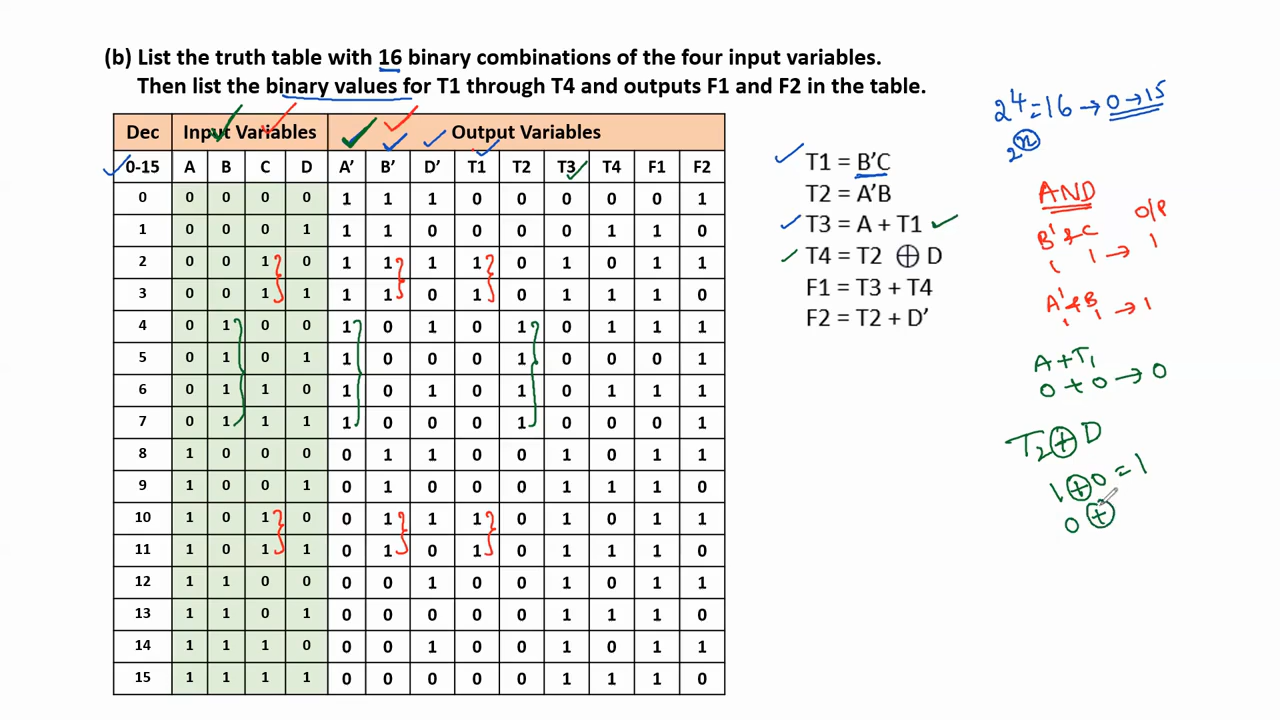 (b) List the truth table with 16 binary combinations of the four input variables.
Then list the binary values for T1 through T4 and outputs F1 and F2 in the table.
Dec Input Variables Output Variables
0-15 A B C D A' B' D' T1 T2 T3 T4 F1 F2
0 0 0 0 0 1 1 1 0 0 0 0 0 1
1 0 0 0 1 1 1 0 0 0 0 1 1 0
2 0 0 1 0 1 1 1 1 0 1 0 1 1
3 0 0 1 1 1 1 0 1 0 1 1 1 0
4 0 1 0 0 1 0 1 0 1 0 1 1 1
5 0 1 0 1 1 0 0 0 1 0 0 0 1
6 0 1 1 0 1 0 1 0 1 0 1 1 1
7 0 1 1 1 1 0 0 0 1 0 0 0 1
8 1 0 0 0 0 1 1 0 0 1 0 1 1
9 1 0 0 1 0 1 0 0 0 1 1 1 0
10 1 0 1 0 0 1 1 1 0 1 0 1 1
11 1 0 1 1 0 1 0 1 0 1 1 1 0
12 1 1 0 0 0 0 1 0 0 1 0 1 1
13 1 1 0 1 0 0 0 0 0 1 1 1 0
14 1 1 1 0 0 0 1 0 0 1 0 1 1
15 1 1 1 1 0 0 0 0 0 1 1 1 0
T1 = B'C
T2 = A'B
T3 = A + T1
T4 = T2 ⊕ D
F1 = T3 + T4
F2 = T2 + D'
2⁴ = 16 → 0 → 15
2ⁿ
AND
O/P
B' & C
1 1 → 1
A' & B
1 1 → 1
A + T1
0 + 0 → 0
T2 ⊕ D
1 ⊕ 0 = 1
0 ⊕